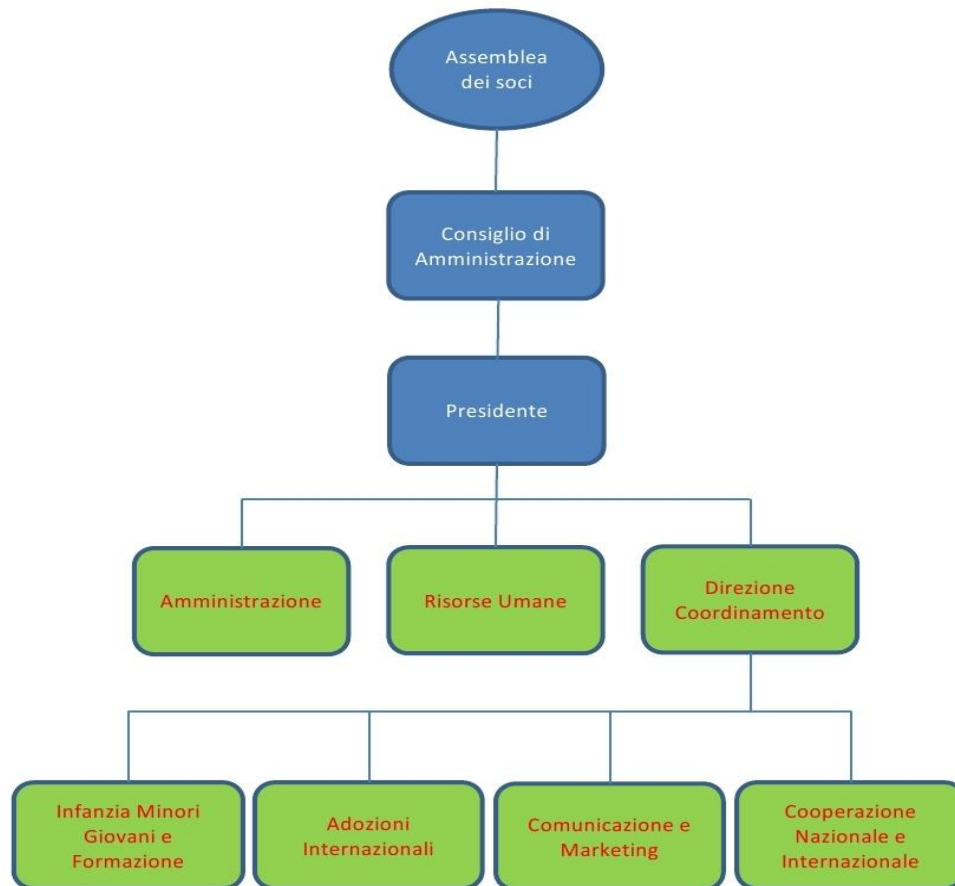 Assemblea
dei soci
Consiglio di
Amministrazione
Presidente
Amministrazione
Risorse Umane
Direzione
Coordinamento
Infanzia Minori
Giovani e
Formazione
Adozioni
Internazionali
Comunicazione e
Marketing
Cooperazione
Nazionale e
Internazionale